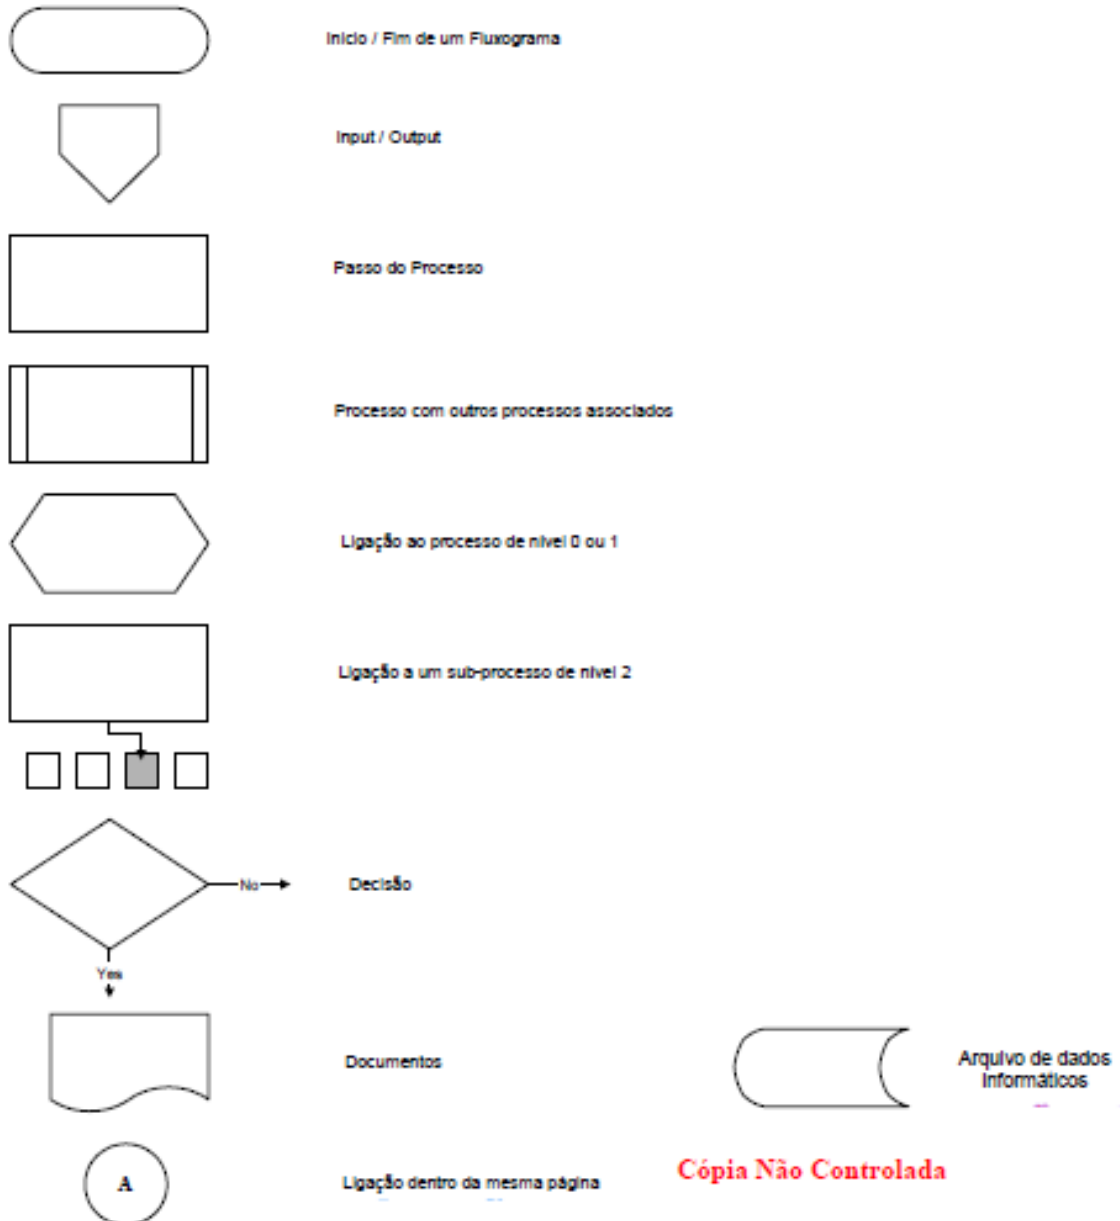 Início / Fim de um Fluxograma
Input / Output
Passo do Processo
Processo com outros processos associados
Ligação ao processo de nível 0 ou 1
Ligação a um sub-processo de nível 2
No
Decisão
Yes
Documentos
Arquivo de dados
Informáticos
A
Ligação dentro da mesma página
Cópia Não Controlada